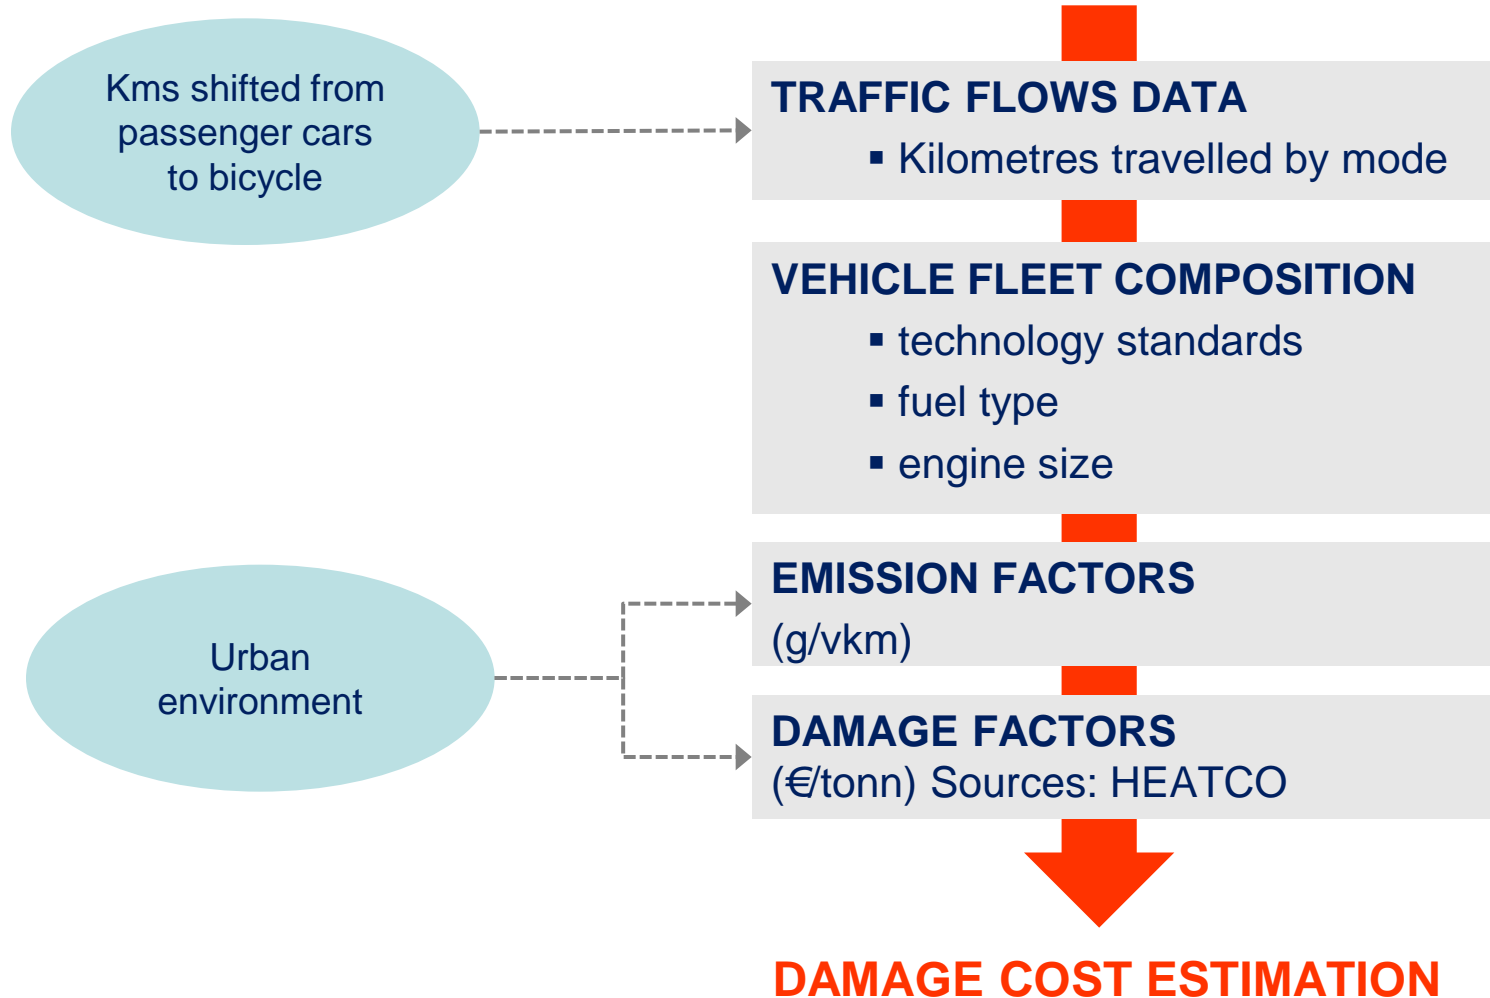 Kms shifted from
passenger cars
to bicycle
TRAFFIC FLOWS DATA
▪ Kilometres travelled by mode
VEHICLE FLEET COMPOSITION
▪ technology standards
▪ fuel type
▪ engine size
Urban
environment
EMISSION FACTORS
(g/vkm)
DAMAGE FACTORS
(€/tonn) Sources: HEATCO
DAMAGE COST ESTIMATION